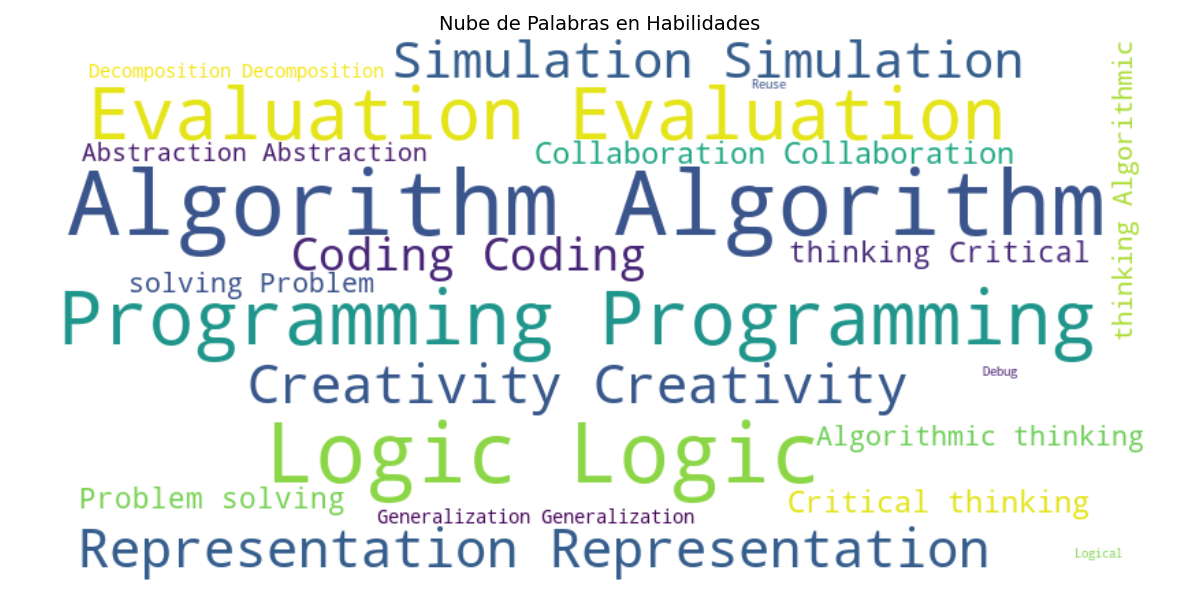 Nube de Palabras en Habilidades
Simulation Simulation
Decomposition Decomposition
Reuse
Evaluation Evaluation
Abstraction Abstraction
Collaboration Collaboration
thinking Algorithmic
Algorithm Algorithm
Coding Coding
thinking Critical
solving Problem
Programming Programming
Debug
Creativity Creativity
Logic Logic
Algorithmic thinking
Problem solving
Critical thinking
Generalization Generalization
Representation Representation
Logical